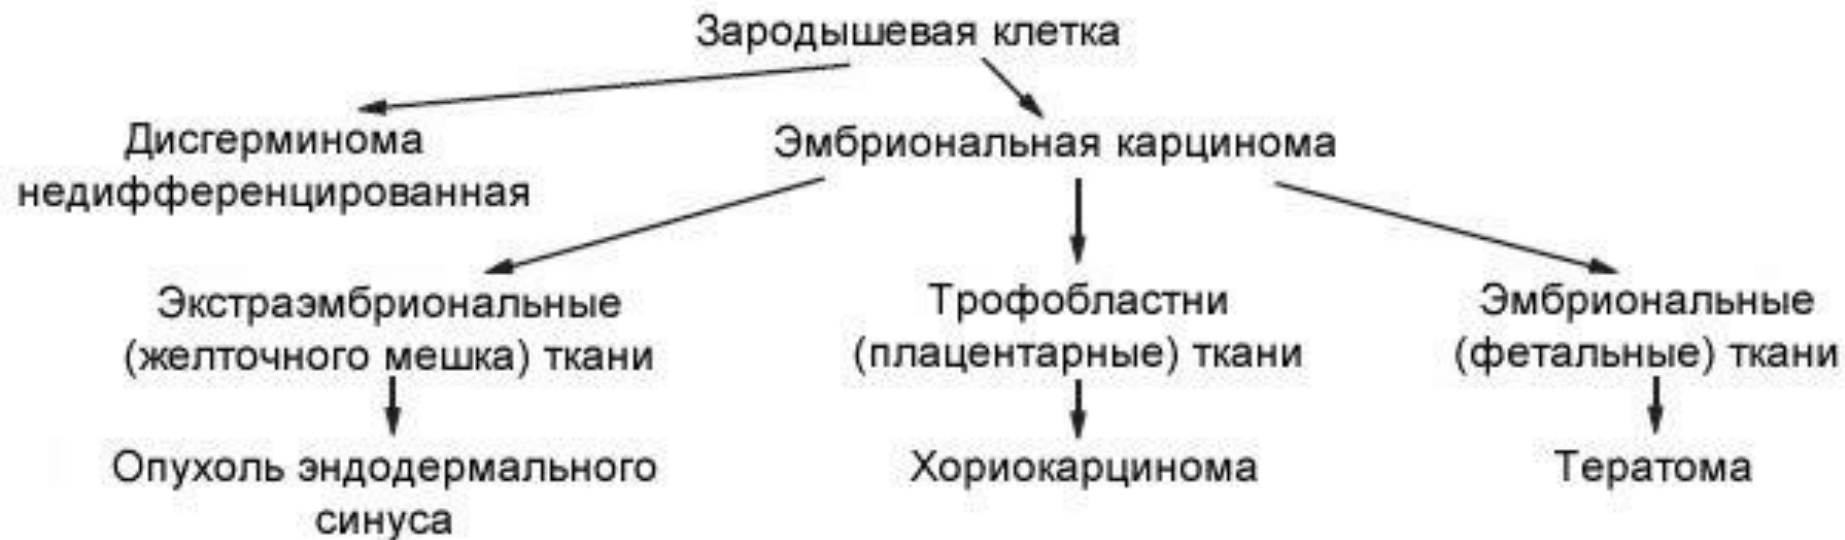 Зародышевая клетка
Дисгерминома
недифференцированная
Эмбриональная карцинома
Экстраэмбриональные
(желточного мешка) ткани
Трофобластни
(плацентарные) ткани
Эмбриональные
(фетальные) ткани
Опухоль эндодермального
синуса
Хориокарцинома
Тератома